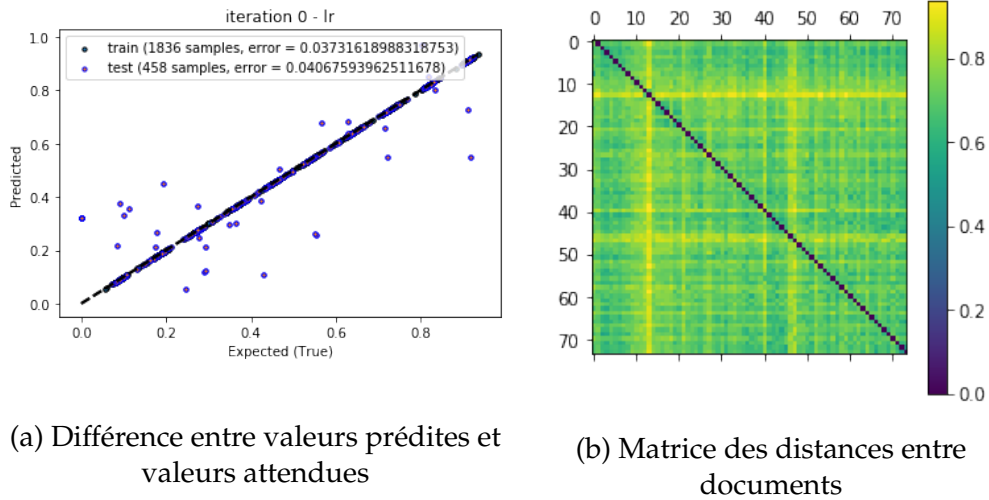 iteration 0 - lr
train (1836 samples, error = 0.03731618988318753)
test (458 samples, error = 0.04067593962511678)
Predicted
1.0
0.8
0.6
0.4
0.2
0.0
0.0 0.2 0.4 0.6 0.8
Expected (True)
0 10 20 30 40 50 60 70
0
10
20
30
40
50
60
70
0.8
0.6
0.4
0.2
0.0
(a) Différence entre valeurs prédites et
valeurs attendues
(b) Matrice des distances entre
documents